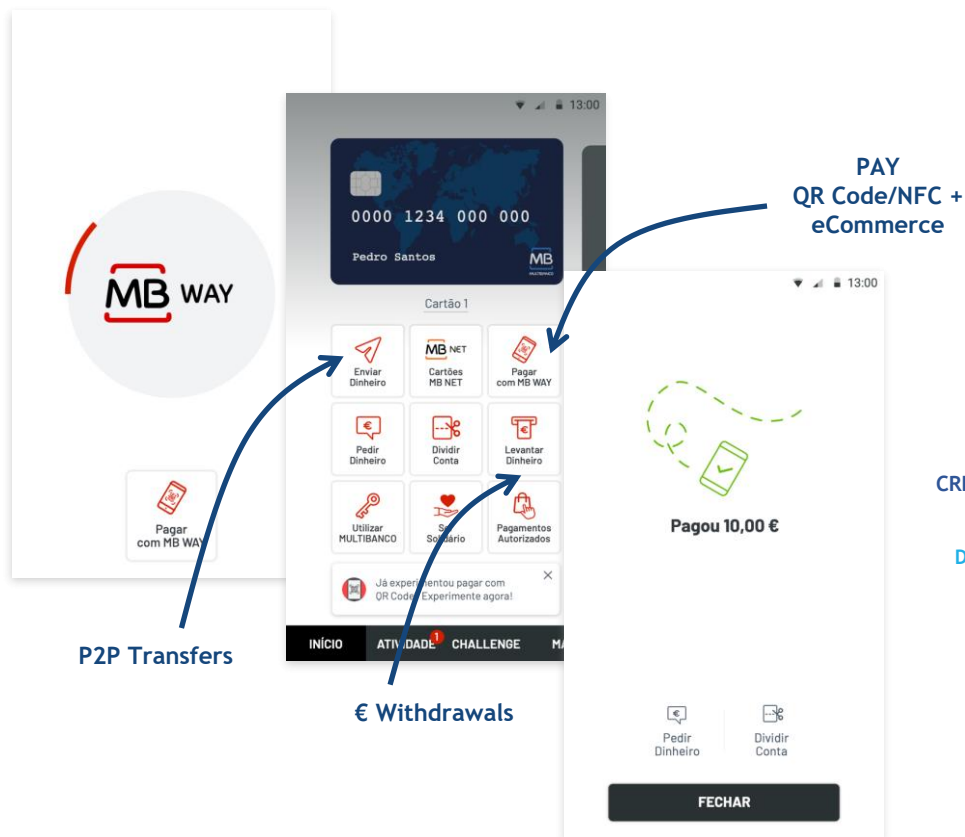 MB WAY
Pagar
com MB WAY
13:00
0000 1234 000 000
Pedro Santos
MB
MULTIBANCO
Cartão 1
Enviar
Dinheiro
MB NET
Cartões
MB NET
Pagar
com MB WAY
Pedir
Dinheiro
Dividir
Conta
Levantar
Dinheiro
Utilizar
MULTIBANCO
Ser
Solidário
Pagamentos
Autorizados
Já experimentou pagar com
QR Code? Experimente agora!
INÍCIO
ATIVIDADE
1
CHALLENGE
PAY
QR Code/NFC +
eCommerce
P2P Transfers
€ Withdrawals
13:00
Pagou 10,00 €
Pedir
Dinheiro
Dividir
Conta
FECHAR